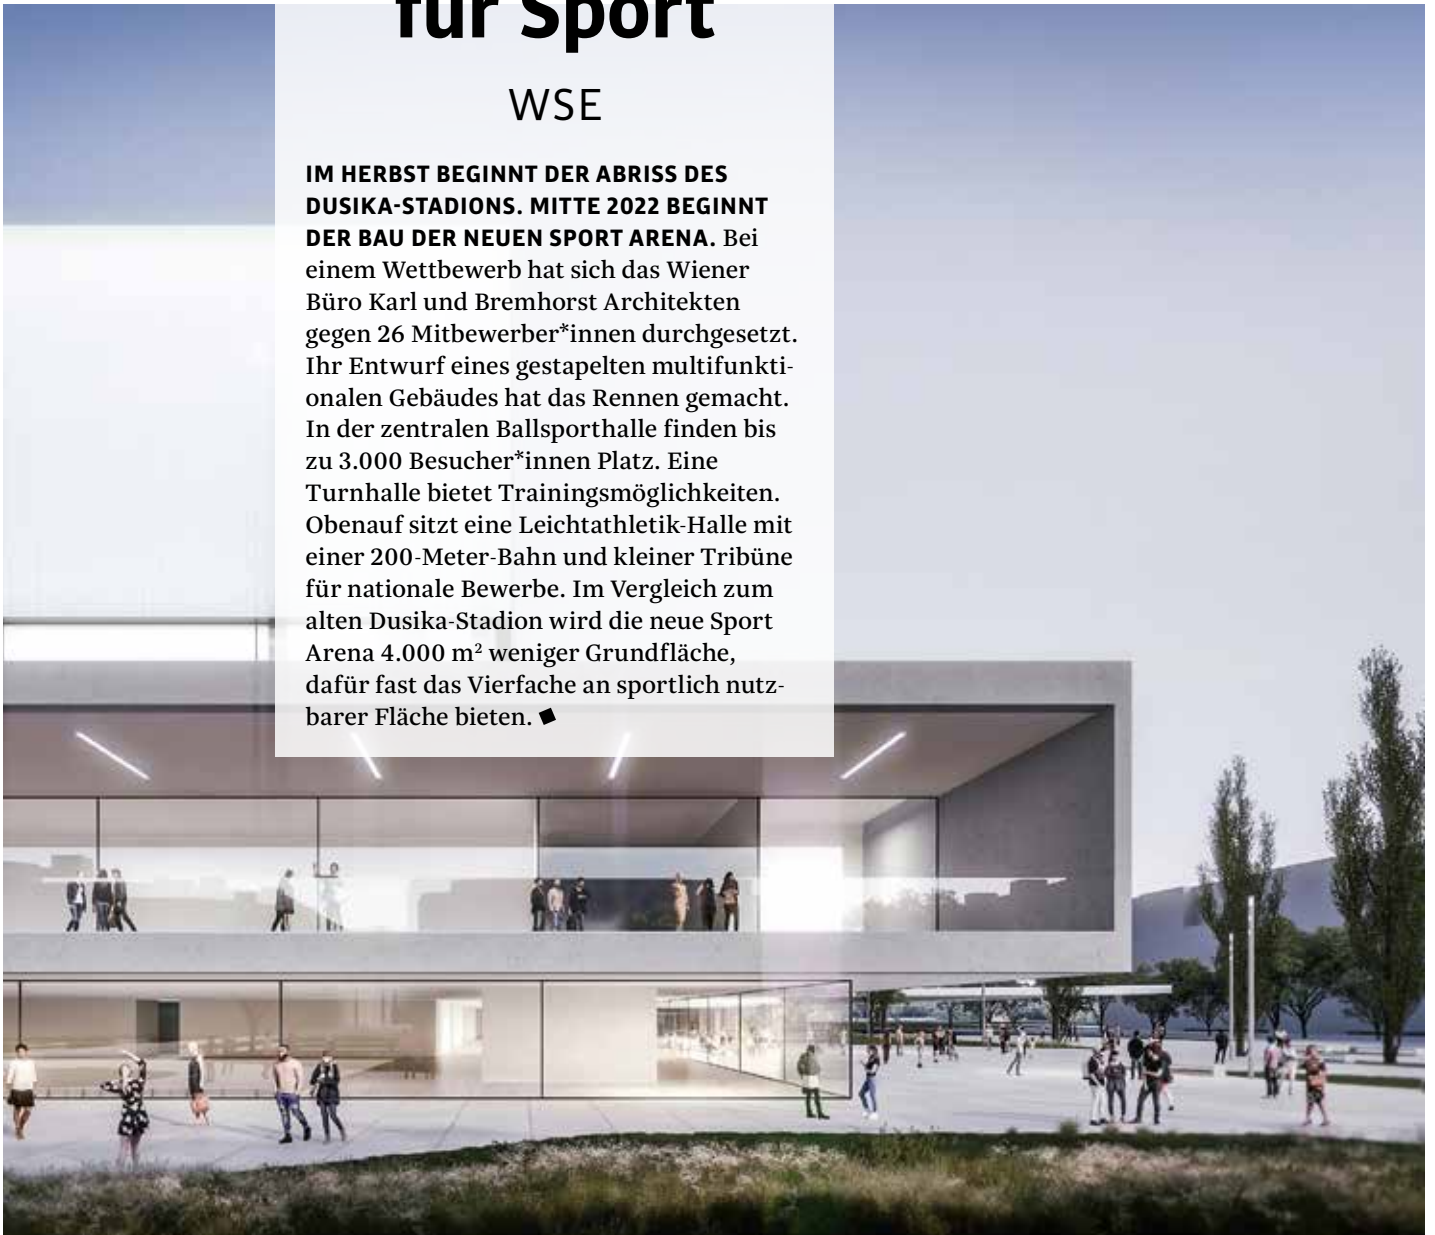 für Sport
WSE
IM HERBST BEGINNT DER ABRISS DES
DUSIKA-STADIONS. MITTE 2022 BEGINNT
DER BAU DER NEUEN SPORT ARENA. Bei
einem Wettbewerb hat sich das Wiener
Büro Karl und Bremhorst Architekten
gegen 26 Mitbewerber*innen durchgesetzt.
Ihr Entwurf eines gestapelten multifunkti-
onalen Gebäudes hat das Rennen gemacht.
In der zentralen Ballsporthalle finden bis
zu 3.000 Besucher*innen Platz. Eine
Turnhalle bietet Trainingsmöglichkeiten.
Obenauf sitzt eine Leichtathletik-Halle mit
einer 200-Meter-Bahn und kleiner Tribüne
für nationale Bewerbe. Im Vergleich zum
alten Dusika-Stadion wird die neue Sport
Arena 4.000 m² weniger Grundfläche,
dafür fast das Vierfache an sportlich nutz-
barer Fläche bieten.